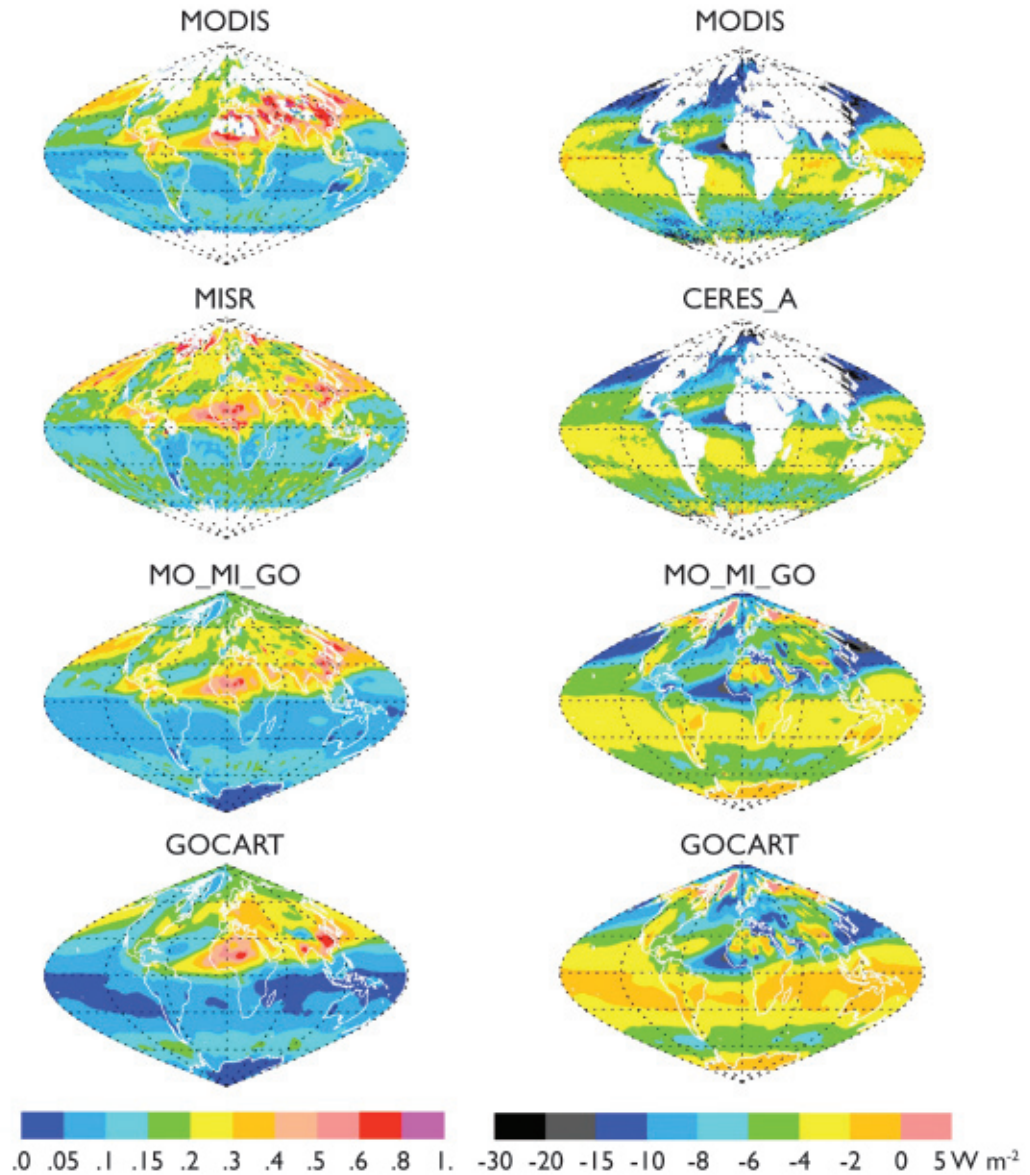 MODIS MODIS
MISR CERES_A
MO_MI_GO MO_MI_GO
GOCART GOCART
.0 .05 .1 .15 .2 .3 .4 .5 .6 .8 1. -30 -20 -15 -10 -8 -6 -4 -2 0 5W m-2